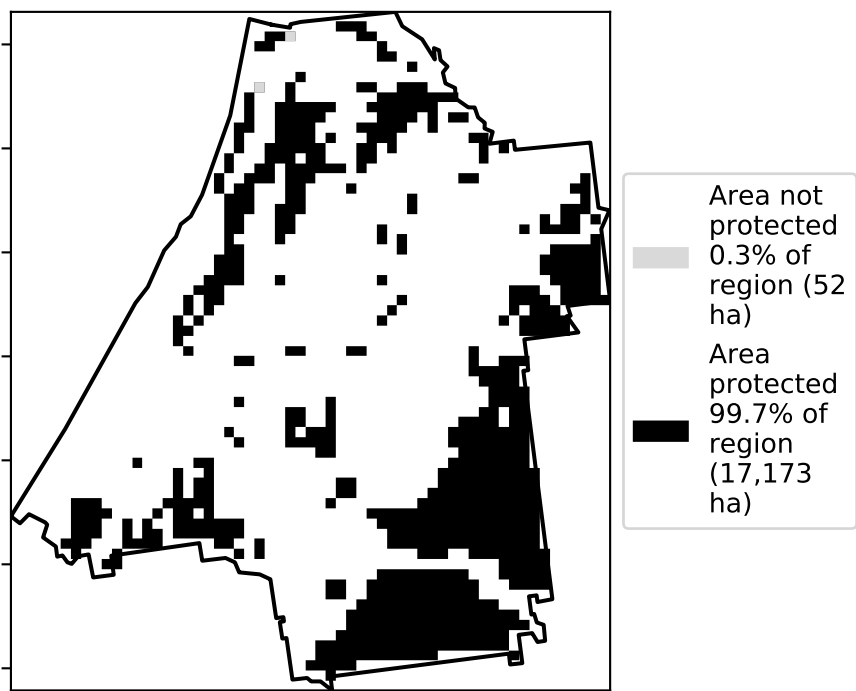 Area not
protected
0.3% of
region (52
ha)
Area
protected
99.7% of
region
(17,173
ha)